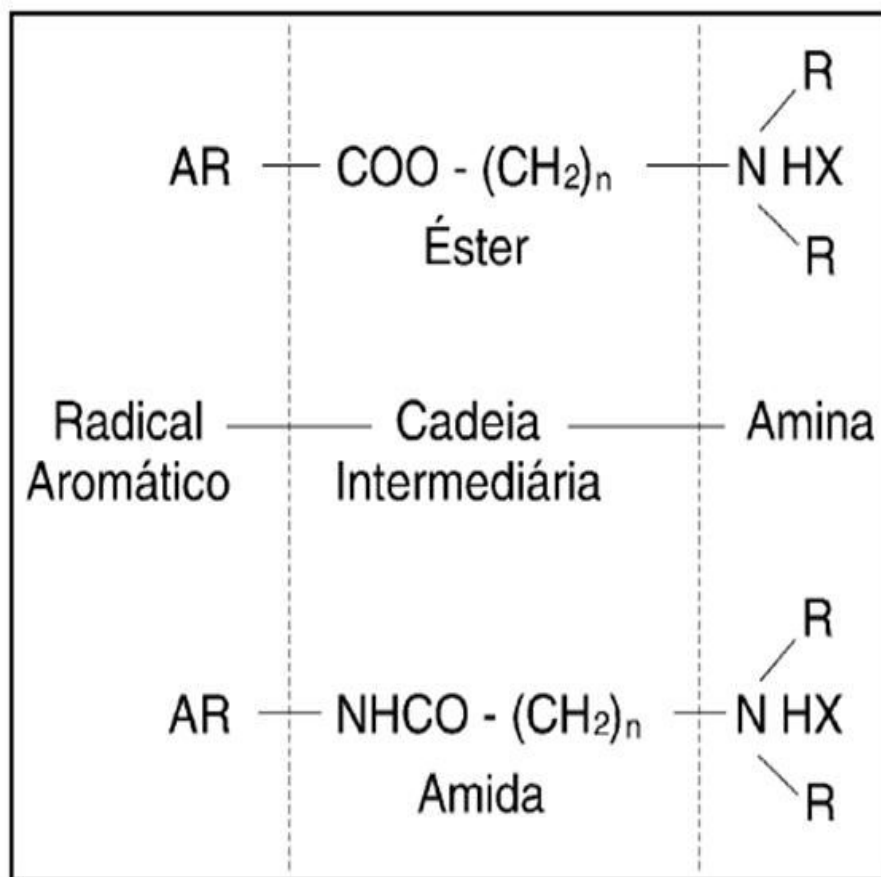 R
AR — COO - (CH₂)ₙ — N HX
Éster
R
Radical — Cadeia — Amina
Aromático Intermediária
R
AR — NHCO - (CH₂)ₙ — N HX
Amida
R